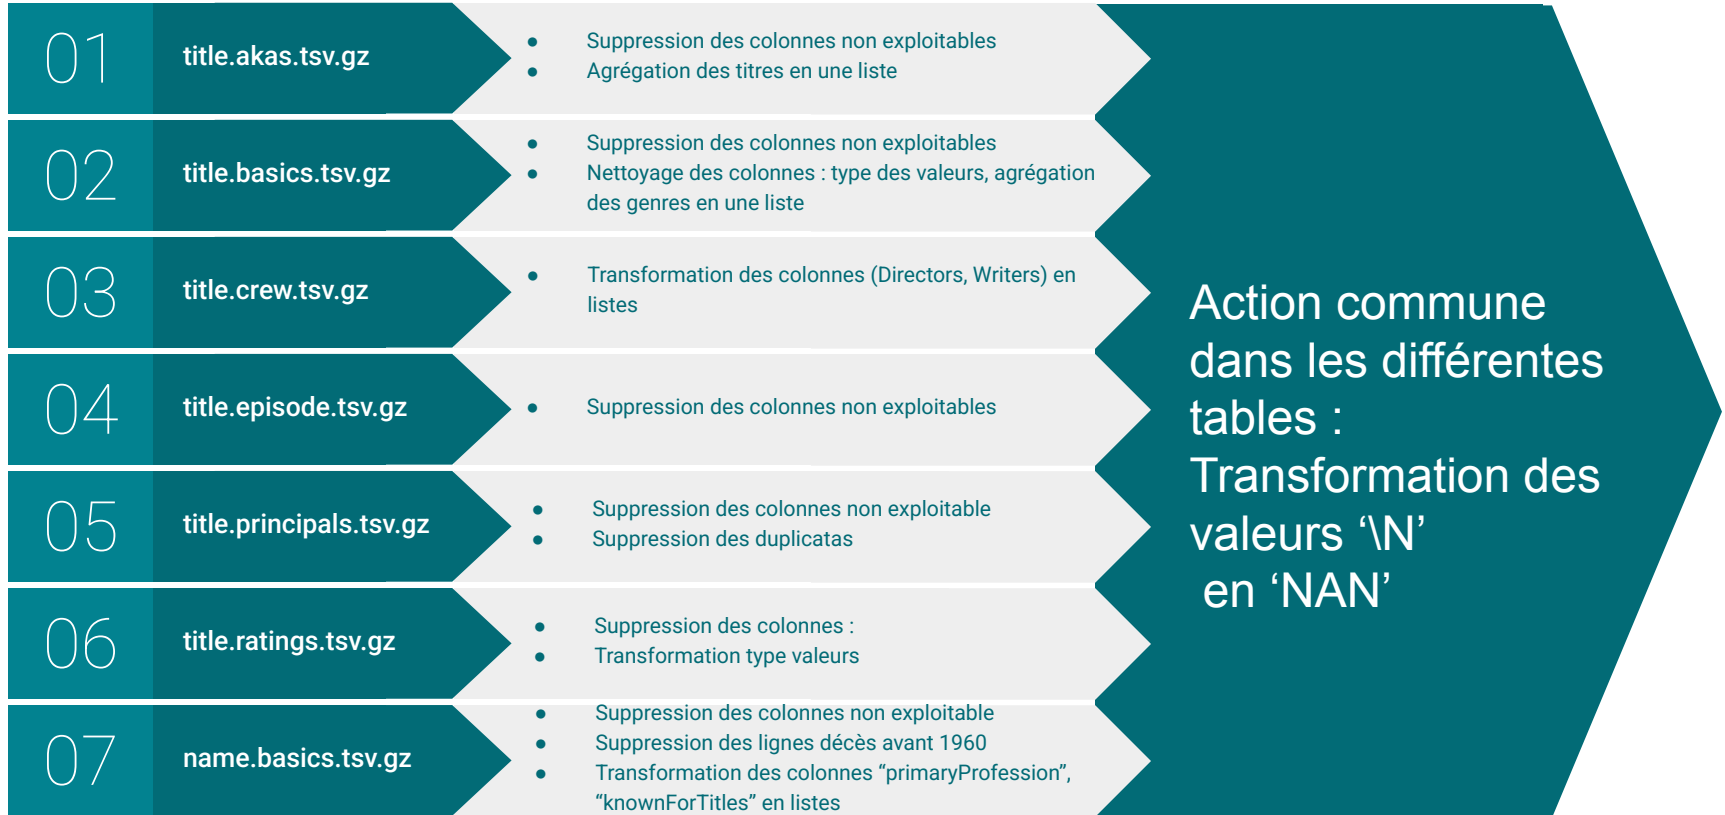 01
title.akas.tsv.gz
● Suppression des colonnes non exploitables
● Agrégation des titres en une liste
02
title.basics.tsv.gz
● Suppression des colonnes non exploitables
● Nettoyage des colonnes : type des valeurs, agrégation
des genres en une liste
03
title.crew.tsv.gz
● Transformation des colonnes (Directors, Writers) en
listes
04
title.episode.tsv.gz
● Suppression des colonnes non exploitables
05
title.principals.tsv.gz
● Suppression des colonnes non exploitable
● Suppression des duplicatas
06
title.ratings.tsv.gz
● Suppression des colonnes :
● Transformation type valeurs
07
name.basics.tsv.gz
● Suppression des colonnes non exploitable
● Suppression des lignes décès avant 1960
● Transformation des colonnes “primaryProfession”,
“knownForTitles” en listes
Action commune
dans les différentes
tables :
Transformation des
valeurs ‘\N’
en ‘NAN’